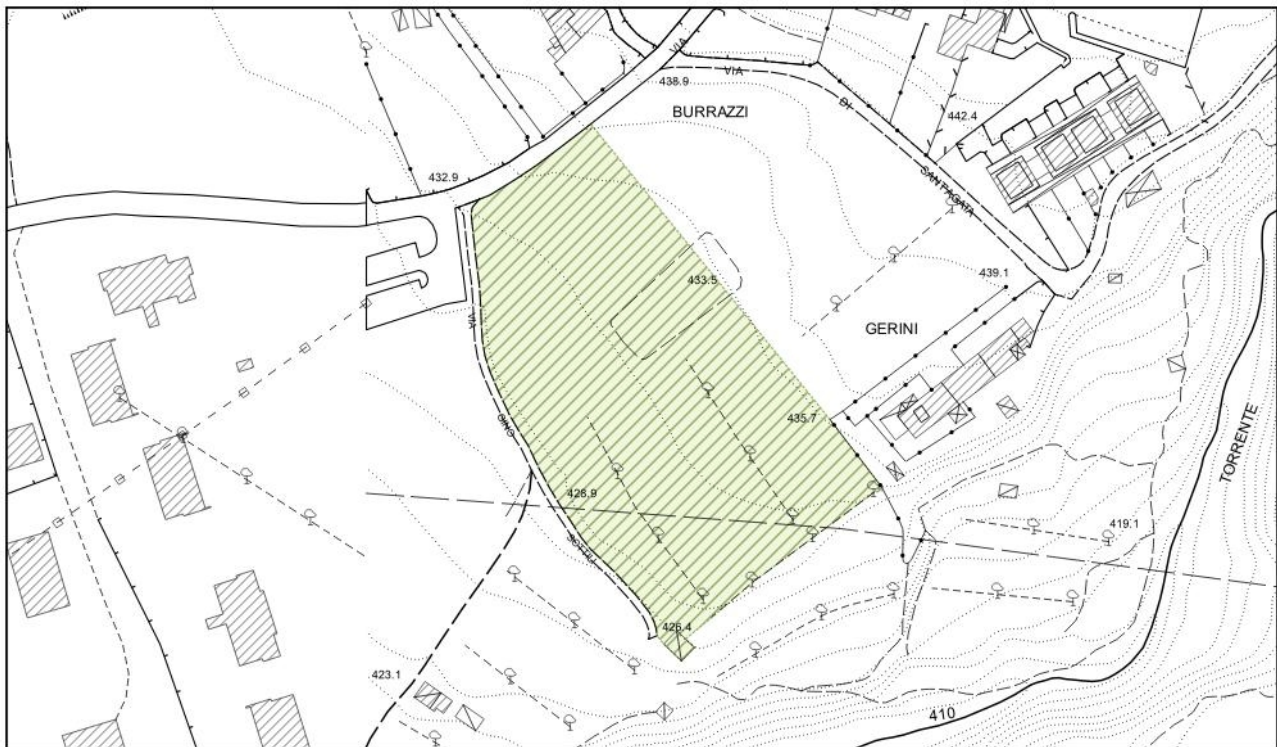 VIA
438.9
VIA
DI
BURRAZZI
442.4
432.9
SANT'AGATA
433.5
439.1
VIA
GERINI
GINO
435.7
TORRENTE
428.9
419.1
SOTTILI
426.4
423.1
410